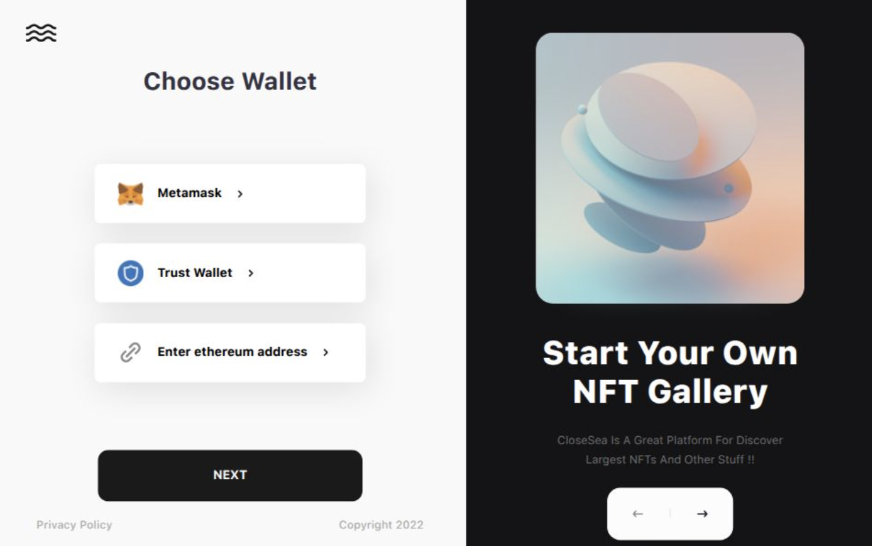 Choose Wallet
Metamask
Trust Wallet
Enter ethereum address
NEXT
Privacy Policy
Copyright 2022
Start Your Own
NFT Gallery
CloseSea Is A Great Platform For Discover
Largest NFTs And Other Stuff !!